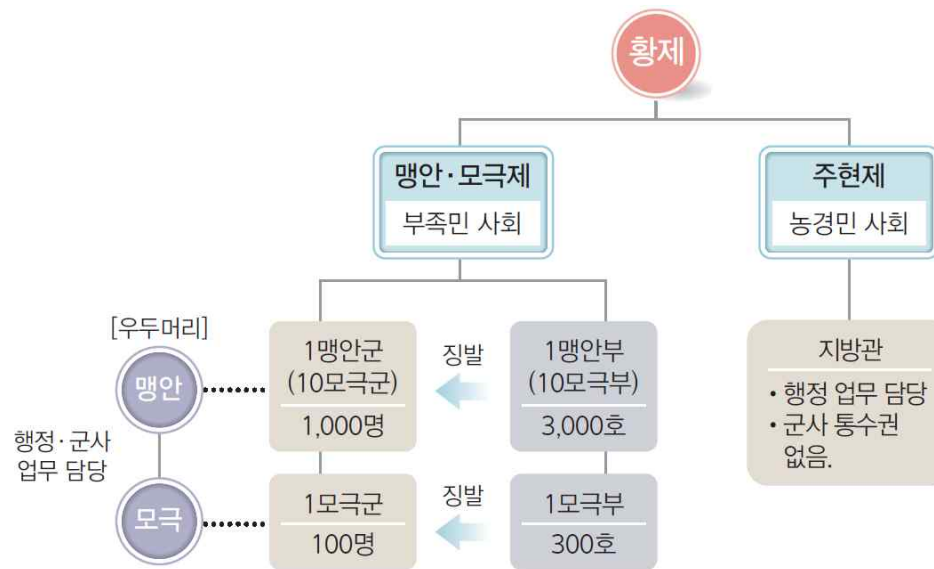 황제
맹안·모극제
부족민 사회
주현제
농경민 사회
[우두머리]
맹안
행정·군사
업무 담당
모극
1맹안군
(10모극군)
1,000명
징발
1맹안부
(10모극부)
3,000호
1모극군
100명
징발
1모극부
300호
지방관
• 행정 업무 담당
• 군사 통수권
없음.